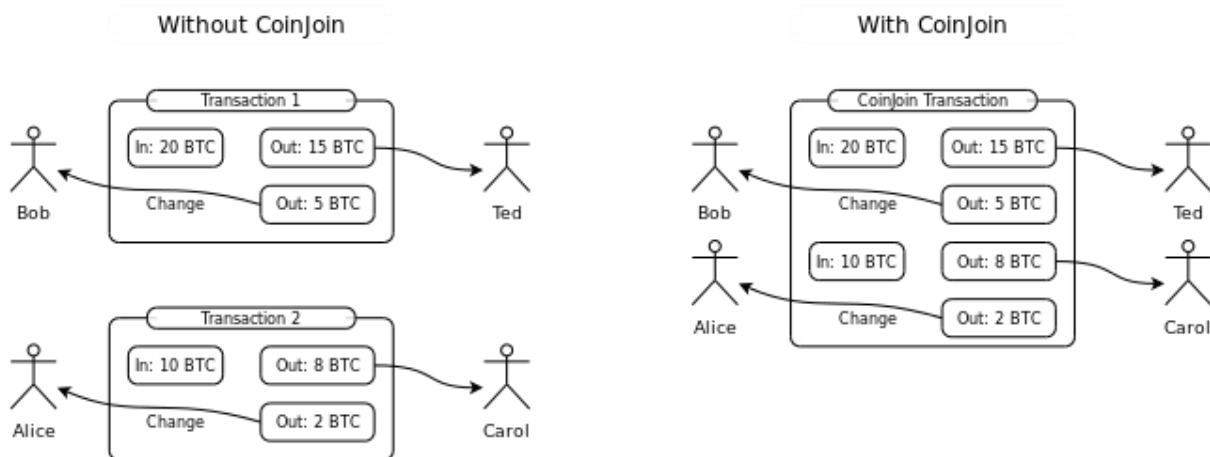 Without CoinJoin
Transaction 1
In: 20 BTC
Out: 15 BTC
Change
Out: 5 BTC
Bob
Ted
Transaction 2
In: 10 BTC
Out: 8 BTC
Change
Out: 2 BTC
Alice
Carol
With CoinJoin
CoinJoin Transaction
In: 20 BTC
Out: 15 BTC
Change
Out: 5 BTC
Bob
Ted
In: 10 BTC
Out: 8 BTC
Change
Out: 2 BTC
Alice
Carol